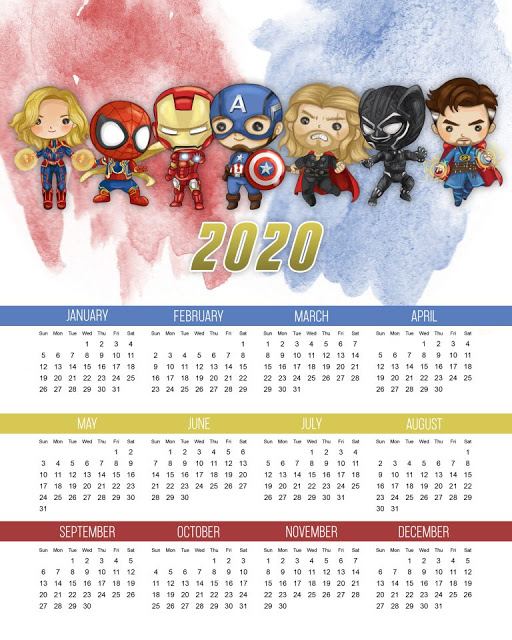 A
2020
JANUARY
Sun Mon Tue Wed Thu Fri Sat
1 2 3 4
5 6 7 8 9 10 11
12 13 14 15 16 17 18
19 20 21 22 23 24 25
26 27 28 29 30 31
FEBRUARY
Sun Mon Tue Wed Thu Fri Sat
1
2 3 4 5 6 7 8
9 10 11 12 13 14 15
16 17 18 19 20 21 22
23 24 25 26 27 28 29
MARCH
Sun Mon Tue Wed Thu Fri Sat
1 2 3 4 5 6 7
8 9 10 11 12 13 14
15 16 17 18 19 20 21
22 23 24 25 26 27 28
29 30 31
APRIL
Sun Mon Tue Wed Thu Fri Sat
1 2 3 4
5 6 7 8 9 10 11
12 13 14 15 16 17 18
19 20 21 22 23 24 25
26 27 28 29 30
MAY
Sun Mon Tue Wed Thu Fri Sat
1 2
3 4 5 6 7 8 9
10 11 12 13 14 15 16
17 18 19 20 21 22 23
24 25 26 27 28 29 30
31
JUNE
Sun Mon Tue Wed Thu Fri Sat
1 2 3 4 5 6
7 8 9 10 11 12 13
14 15 16 17 18 19 20
21 22 23 24 25 26 27
28 29 30
JULY
Sun Mon Tue Wed Thu Fri Sat
1 2 3 4
5 6 7 8 9 10 11
12 13 14 15 16 17 18
19 20 21 22 23 24 25
26 27 28 29 30 31
AUGUST
Sun Mon Tue Wed Thu Fri Sat
1
2 3 4 5 6 7 8
9 10 11 12 13 14 15
16 17 18 19 20 21 22
23 24 25 26 27 28 29
30 31
SEPTEMBER
Sun Mon Tue Wed Thu Fri Sat
1 2 3 4 5
6 7 8 9 10 11 12
13 14 15 16 17 18 19
20 21 22 23 24 25 26
27 28 29 30
OCTOBER
Sun Mon Tue Wed Thu Fri Sat
1 2 3
4 5 6 7 8 9 10
11 12 13 14 15 16 17
18 19 20 21 22 23 24
25 26 27 28 29 30 31
NOVEMBER
Sun Mon Tue Wed Thu Fri Sat
1 2 3 4 5 6 7
8 9 10 11 12 13 14
15 16 17 18 19 20 21
22 23 24 25 26 27 28
29 30
DECEMBER
Sun Mon Tue Wed Thu Fri Sat
1 2 3 4 5
6 7 8 9 10 11 12
13 14 15 16 17 18 19
20 21 22 23 24 25 26
27 28 29 30 31